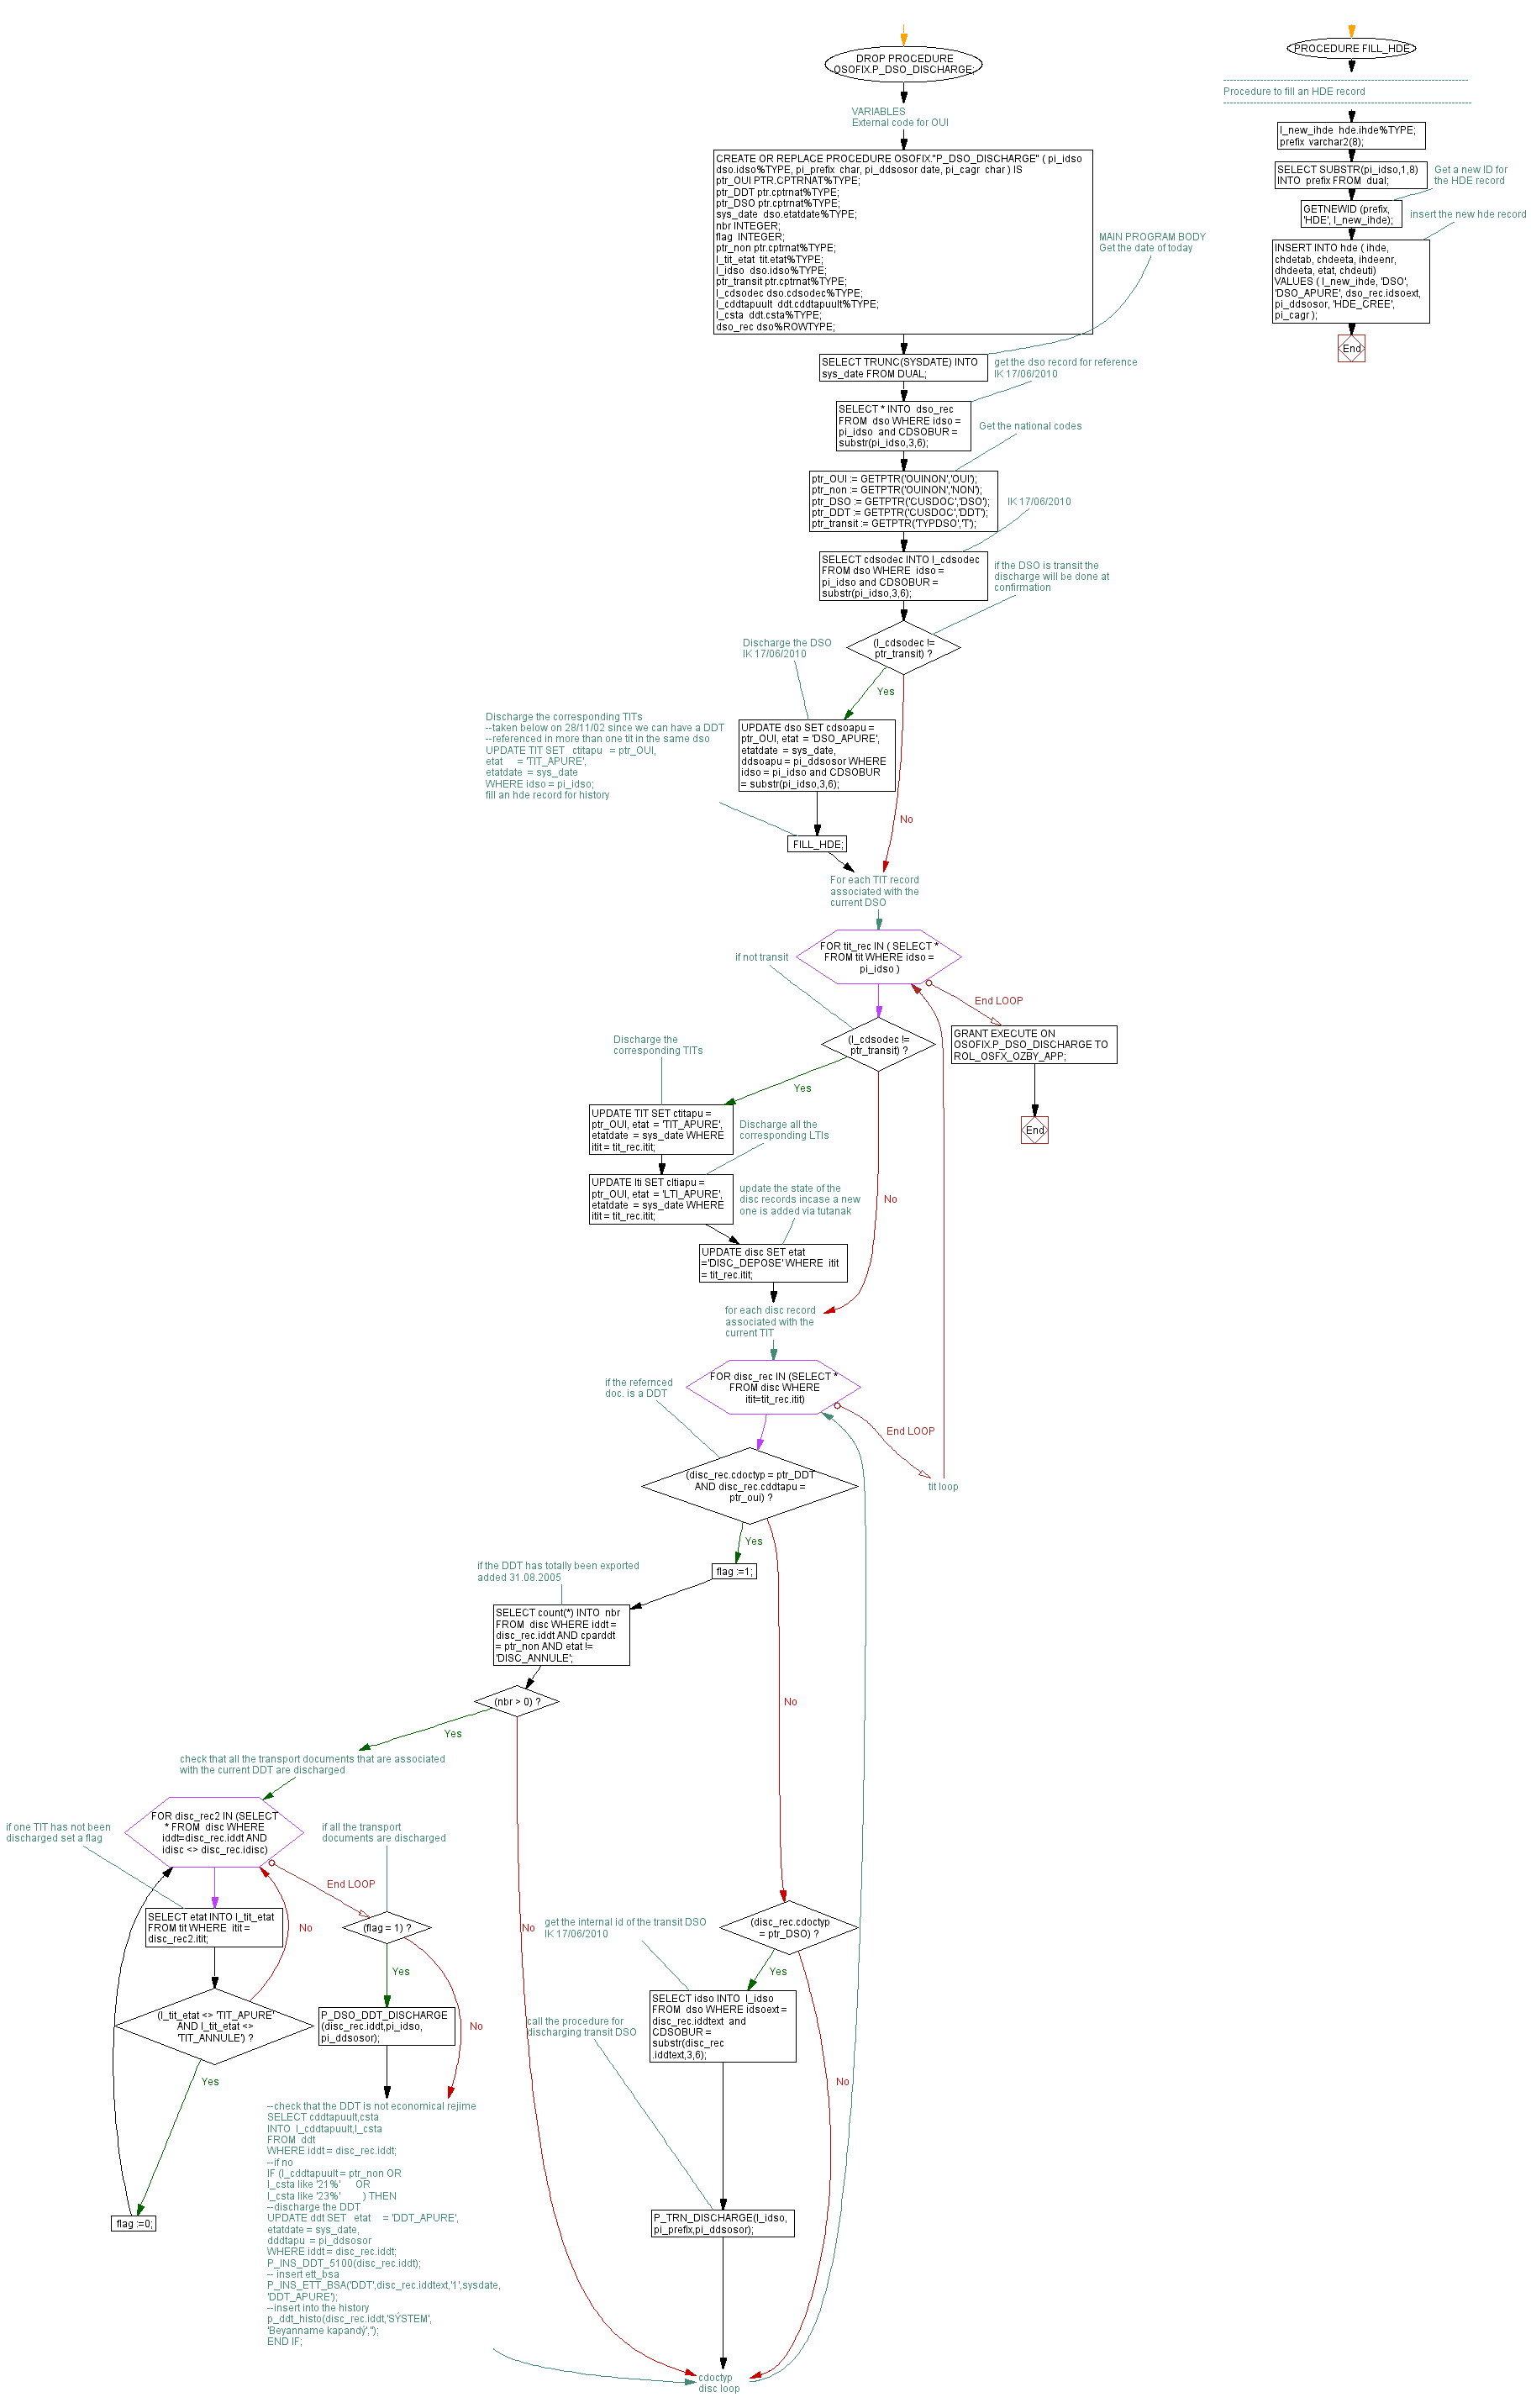 DROP PROCEDURE
OSOFIX.P_DSO_DISCHARGE;
VARIABLES
External code for OUI
CREATE OR REPLACE PROCEDURE OSOFIX."P_DSO_DISCHARGE" ( pi_idso
dso.idso%TYPE, pi_prefix char, pi_ddsosor date, pi_cagr char ) IS
ptr_OUI PTR.CPTRNAT%TYPE;
ptr_DDT ptr.cptrnat%TYPE;
ptr_DSO ptr.cptrnat%TYPE;
sys_date dso.etatdate%TYPE;
nbr INTEGER;
flag INTEGER;
ptr_non ptr.cptrnat%TYPE;
l_tit_etat tit.etat%TYPE;
l_idso dso.idso%TYPE;
ptr_transit ptr.cptrnat%TYPE;
l_cdsodec dso.cdsodec%TYPE;
l_cddtapuult ddt.cddtapuult%TYPE;
l_csta ddt.csta%TYPE;
dso_rec dso%ROWTYPE;
MAIN PROGRAM BODY
Get the date of today
SELECT TRUNC(SYSDATE) INTO
sys_date FROM DUAL;
get the dso record for reference
IK 17/06/2010
SELECT * INTO dso_rec
FROM dso WHERE idso =
pi_idso and CDSOBUR =
substr(pi_idso,3,6);
Get the national codes
ptr_OUI := GETPTR('OUINON','OUI');
ptr_non := GETPTR('OUINON','NON');
ptr_DSO := GETPTR('CUSDOC','DSO');
ptr_DDT := GETPTR('CUSDOC','DDT');
ptr_transit := GETPTR('TYPDSO','T');
IK 17/06/2010
SELECT cdsodec INTO l_cdsodec
FROM dso WHERE idso =
pi_idso and CDSOBUR =
substr(pi_idso,3,6);
if the DSO is transit the
discharge will be done at
confirmation
(l_cdsodec !=
ptr_transit) ?
Discharge the DSO
IK 17/06/2010
Yes
UPDATE dso SET cdsoapu =
ptr_OUI, etat = 'DSO_APURE',
etatdate = sys_date,
ddsoapu = pi_ddsosor WHERE
idso = pi_idso and CDSOBUR
= substr(pi_idso,3,6);
Discharge the corresponding TITs
--taken below on 28/11/02 since we can have a DDT
--referenced in more than one tit in the same dso
UPDATE TIT SET ctitapu = ptr_OUI,
etat = 'TIT_APURE',
etatdate = sys_date
WHERE idso = pi_idso;
fill an hde record for history
No
FILL_HDE;
For each TIT record
associated with the
current DSO
FOR tit_rec IN ( SELECT *
FROM tit WHERE idso =
pi_idso )
if not transit
End LOOP
GRANT EXECUTE ON
OSOFIX.P_DSO_DISCHARGE TO
ROL_OSFX_OZBY_APP;
End
(l_cdsodec !=
ptr_transit) ?
Discharge the
corresponding TITs
Yes
UPDATE TIT SET ctitapu =
ptr_OUI, etat = 'TIT_APURE',
etatdate = sys_date WHERE
itit = tit_rec.itit;
Discharge all the
corresponding LTIs
UPDATE lti SET cltiapu =
ptr_OUI, etat = 'LTI_APURE',
etatdate = sys_date WHERE
itit = tit_rec.itit;
update the state of the
disc records incase a new
one is added via tutanak
No
UPDATE disc SET etat
='DISC_DEPOSE' WHERE itit
= tit_rec.itit;
for each disc record
associated with the
current TIT
FOR disc_rec IN (SELECT *
FROM disc WHERE
itit=tit_rec.itit)
if the refernced
doc. is a DDT
End LOOP
tit loop
(disc_rec.cdoctyp = ptr_DDT
AND disc_rec.cddtapu =
ptr_oui) ?
Yes
flag :=1;
if the DDT has totally been exported
added 31.08.2005
SELECT count(*) INTO nbr
FROM disc WHERE iddt =
disc_rec.iddt AND cparddt
= ptr_non AND etat !=
'DISC_ANNULE';
(nbr > 0) ?
No
Yes
check that all the transport documents that are associated
with the current DDT are discharged
FOR disc_rec2 IN (SELECT
* FROM disc WHERE
iddt=disc_rec.iddt AND
idisc <> disc_rec.idisc)
if one TIT has not been
discharged set a flag
if all the transport
documents are discharged
End LOOP
SELECT etat INTO l_tit_etat
FROM tit WHERE itit =
disc_rec2.itit;
No
(flag = 1) ?
No
(l_tit_etat <> 'TIT_APURE'
AND l_tit_etat <>
'TIT_ANNULE') ?
Yes
flag :=0;
Yes
P_DSO_DDT_DISCHARGE
(disc_rec.iddt,pi_idso,
pi_ddsosor);
No
--check that the DDT is not economical rejime
SELECT cddtapuult,csta
INTO l_cddtapuult,l_csta
FROM ddt
WHERE iddt = disc_rec.iddt;
--if no
IF (l_cddtapuult = ptr_non OR
l_csta like '21%' OR
l_csta like '23%' ) THEN
--discharge the DDT
UPDATE ddt SET etat = 'DDT_APURE',
etatdate = sys_date,
dddtapu = pi_ddsosor
WHERE iddt = disc_rec.iddt;
P_INS_DDT_5100(disc_rec.iddt);
-- insert ett_bsa
P_INS_ETT_BSA('DDT',disc_rec.iddtext,'1',sysdate,
'DDT_APURE');
--insert into the history
p_ddt_histo(disc_rec.iddt,'SÝSTEM',
'Beyanname kapandý','');
END IF;
(disc_rec.cdoctyp
= ptr_DSO) ?
get the internal id of the transit DSO
IK 17/06/2010
Yes
SELECT idso INTO l_idso
FROM dso WHERE idsoext =
disc_rec.iddtext and
CDSOBUR =
substr(disc_rec
.iddtext,3,6);
call the procedure for
discharging transit DSO
No
P_TRN_DISCHARGE(l_idso,
pi_prefix,pi_ddsosor);
cdoctyp
disc loop
PROCEDURE FILL_HDE
--------------------------------------------------------------------------------
Procedure to fill an HDE record
---------------------------------------------------------------------------------
l_new_ihde hde.ihde%TYPE;
prefix varchar2(8);
SELECT SUBSTR(pi_idso,1,8)
INTO prefix FROM dual;
Get a new ID for
the HDE record
GETNEWID (prefix,
'HDE', l_new_ihde);
insert the new hde record
INSERT INTO hde ( ihde,
chdetab, chdeeta, ihdeenr,
dhdeeta, etat, chdeuti)
VALUES ( l_new_ihde, 'DSO',
'DSO_APURE', dso_rec.idsoext,
pi_ddsosor, 'HDE_CREE',
pi_cagr );
End